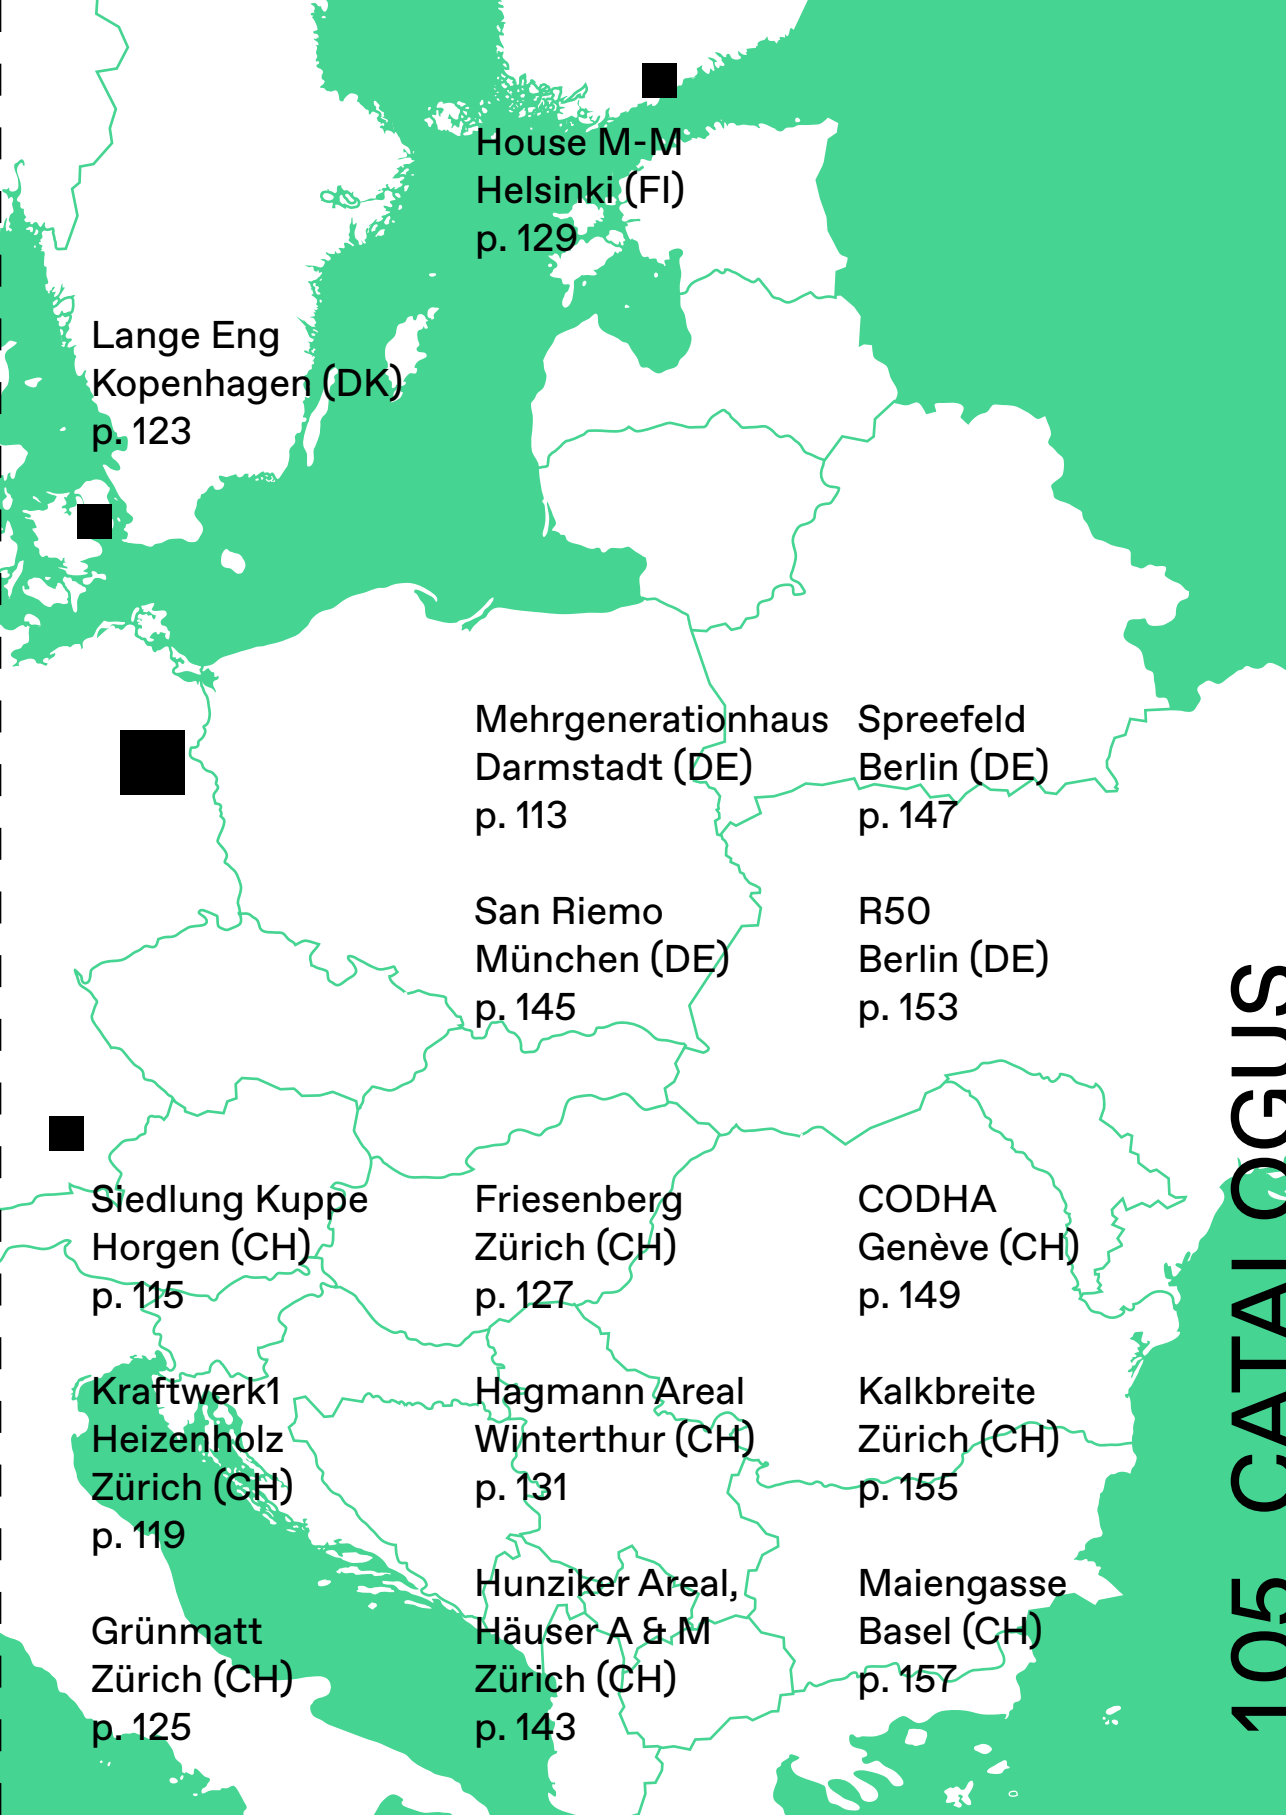 House M-M
Helsinki (FI)
p. 129
Lange Eng
Kopenhagen (DK)
p. 123
Mehrgenerationhaus
Darmstadt (DE)
p. 113
Spreefeld
Berlin (DE)
p. 147
San Riemo
München (DE)
p. 145
R50
Berlin (DE)
p. 153
Siedlung Kuppe
Horgen (CH)
p. 115
Friesenberg
Zürich (CH)
p. 127
CODHA
Genève (CH)
p. 149
Kraftwerk1
Heizenholz
Zürich (CH)
p. 119
Hagmann Areal
Winterthur (CH)
p. 131
Kalkbreite
Zürich (CH)
p. 155
Grünmatt
Zürich (CH)
p. 125
Hunziker Areal,
Häuser A & M
Zürich (CH)
p. 143
Maiengasse
Basel (CH)
p. 157
105 CATALOGUS